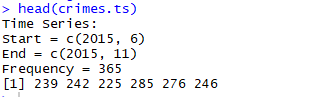 > head(crimes.ts)
Time Series:
Start = c(2015, 6)
End = c(2015, 11)
Frequency = 365
[1] 239 242 225 285 276 246